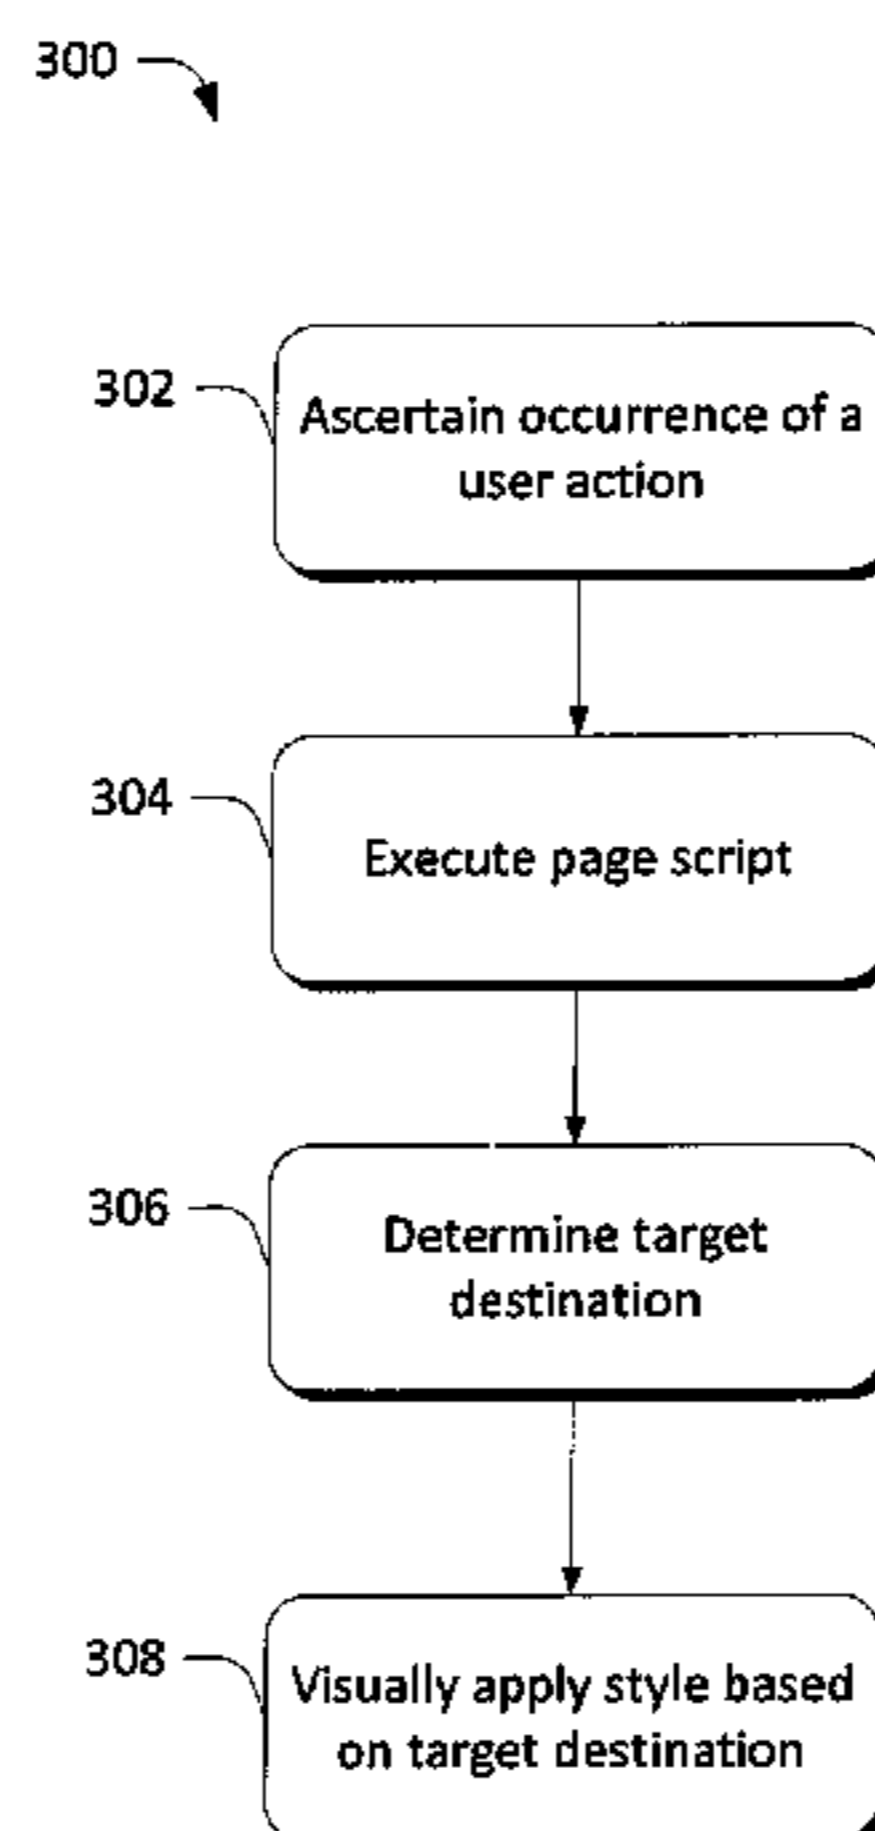 300
302
Ascertain occurrence of a
user action
304
Execute page script
306
Determine target
destination
308
Visually apply style based
on target destination